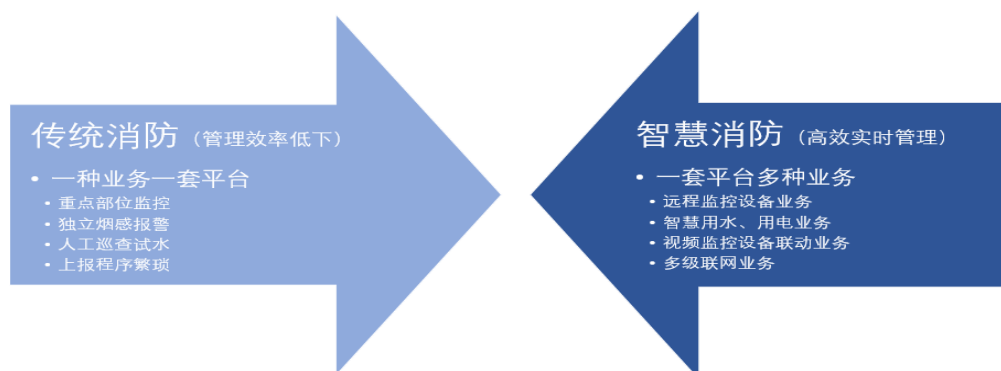 传统消防（管理效率低下）
• 一种业务一套平台
• 重点部位监控
• 独立烟感报警
• 人工巡查试水
• 上报程序繁琐
智慧消防（高效实时管理）
• 一套平台多种业务
• 远程监控设备业务
• 智慧用水、用电业务
• 视频监控设备联动业务
• 多级联网业务